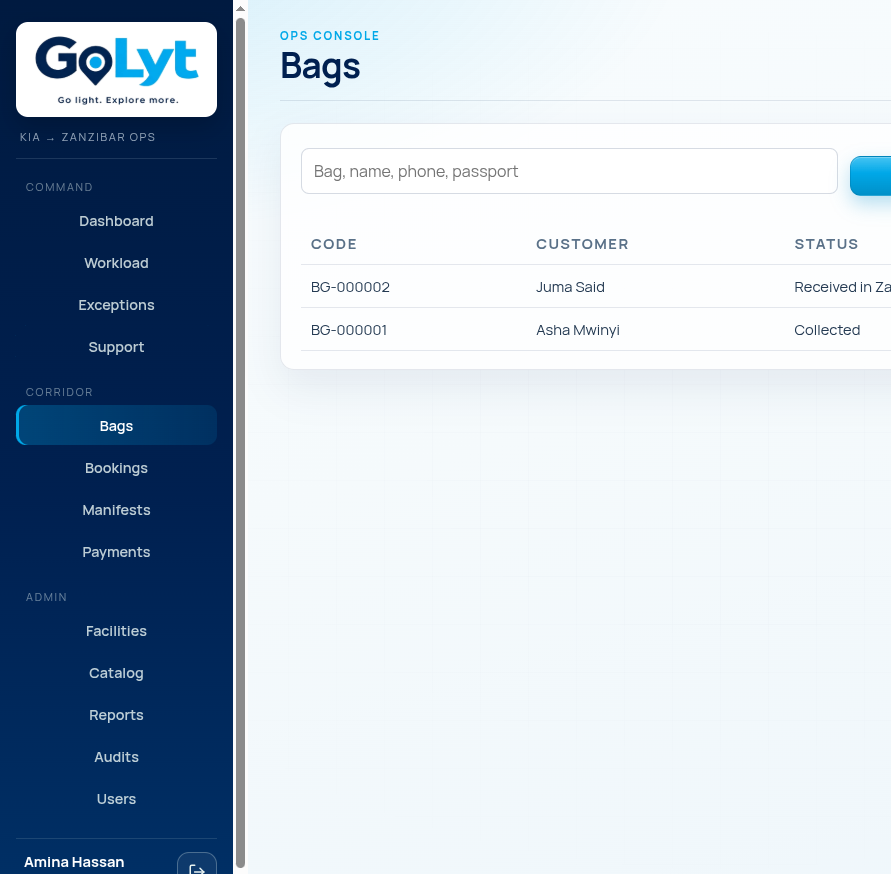 GoLyt
Go light. Explore more.
KIA → ZANZIBAR OPS
COMMAND
Dashboard
Workload
Exceptions
Support
CORRIDOR
Bags
Bookings
Manifests
Payments
ADMIN
Facilities
Catalog
Reports
Audits
Users
Amina Hassan
OPS CONSOLE
Bags
Bag, name, phone, passport
CODE CUSTOMER STATUS
BG-000002 Juma Said Received in Za
BG-000001 Asha Mwinyi Collected